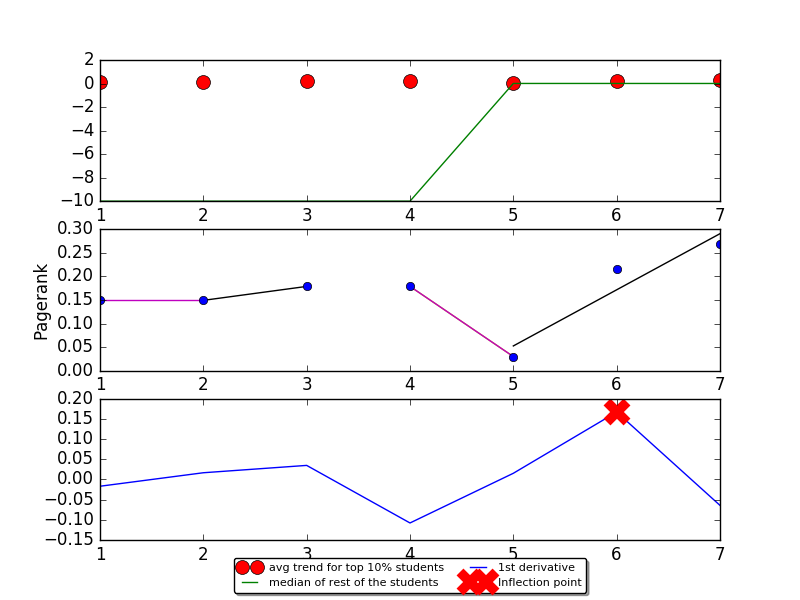 2
0
−2
−4
−6
−8
−10
1 2 3 4 5 6 7
0.30
0.25
0.20
0.15
0.10
0.05
0.00
Pagerank
1 2 3 4 5 6 7
0.20
0.15
0.10
0.05
0.00
−0.05
−0.10
−0.15
1 2 3 4 5 6 7
avg trend for top 10% students
median of rest of the students
1st derivative
Inflection point